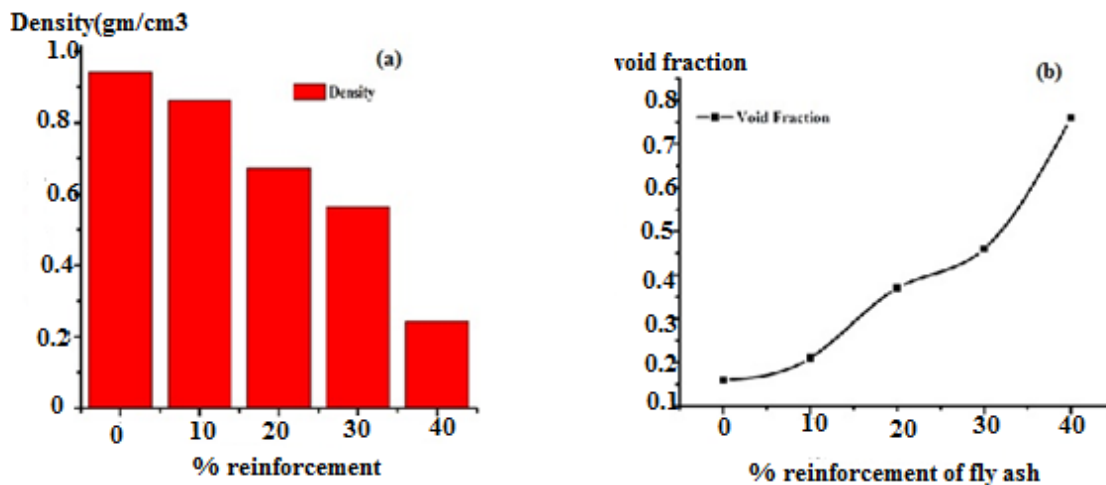 Density(gm/cm3
1.0
(a)
Density
0.8
0.6
0.4
0.2
0
0 10 20 30 40
% reinforcement
void fraction
(b)
0.8
Void Fraction
0.7
0.6
0.5
0.4
0.3
0.2
0.1
0 10 20 30 40
% reinforcement of fly ash